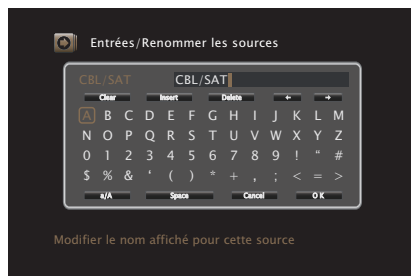 Entrées/Renommer les sources
CBL/SAT CBL/SAT
Clear Insert Delete ← →
A B C D E F G H I J K L M
N O P Q R S T U V W X Y Z
0 1 2 3 4 5 6 7 8 9 ! “ #
$ % & ‘ ( ) * + , ; < = >
a/A Space Cancel OK
Modifier le nom affiché pour cette source